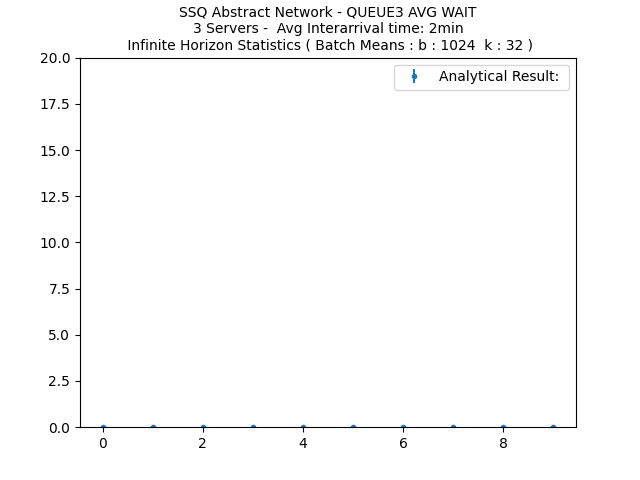 SSQ Abstract Network - QUEUE3 AVG WAIT
3 Servers -  Avg Interarrival time: 2min
Infinite Horizon Statistics ( Batch Means : b : 1024  k : 32 )
Analytical Result:
20.0
17.5
15.0
12.5
10.0
7.5
5.0
2.5
0.0
0 2 4 6 8